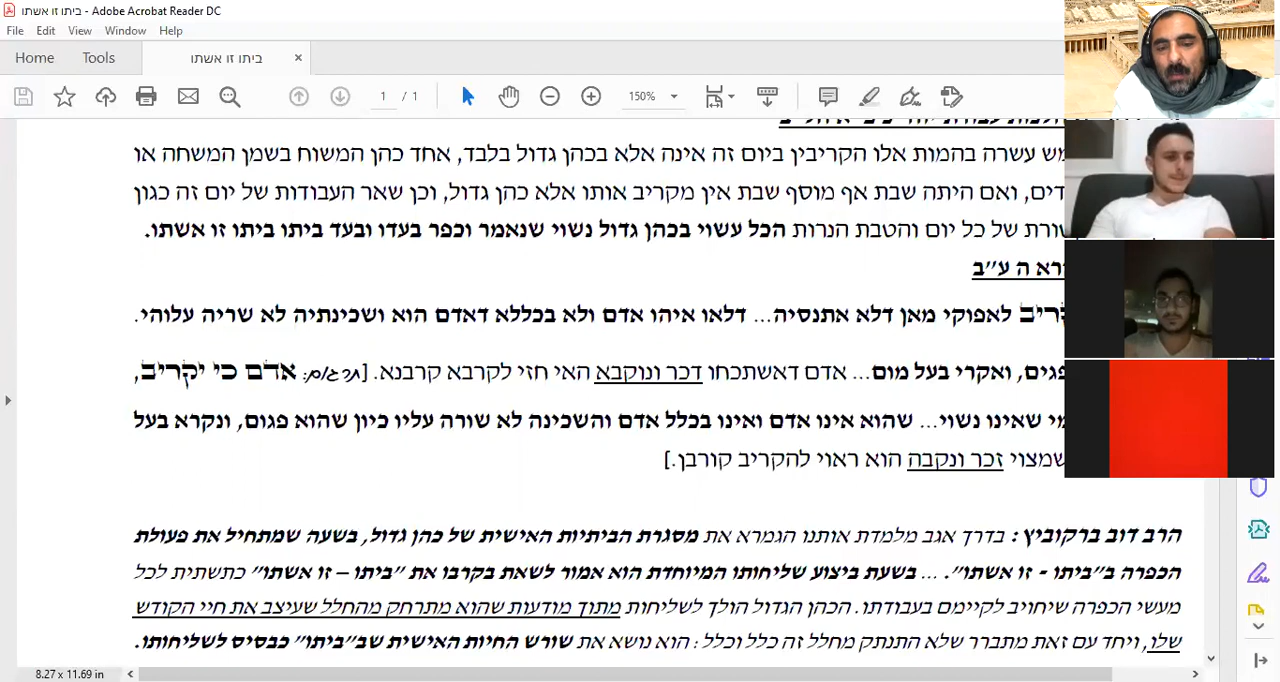 ביתו זו אשתו - Adobe Acrobat Reader DC
File Edit View Window Help
Home Tools ביתו זו אשתו ×
1 / 1 150%
עשרה בהמות אלו הקריבין ביום זה אינה אלא בכהן גדול בלבד, אחד כהן המשוח בשמן המשחה או
ואם היתה שבת אף מוסף שבת אין מקריב אותו אלא כהן גדול, וכן שאר העבודות של יום זה כגון
של כל יום והטבת הנרות הכל עשוי בכהן גדול נשוי שנאמר וכפר בעדו ובעד ביתו ביתו זו אשתו.
ה ע"ב
לאפוקי מאן דלא אתנסיה... דלאו איהו אדם ולא בכללא דאדם הוא ושכינתיה לא שריה עלוהי.
פגים, ואקרי בעל מום... אדם דאשתכחו דכר ונוקבא האי חזי לקרבא קרבנא. [תרגום: אדם כי יקריב,
מי שאינו נשוי... שהוא אינו אדם ואינו בכלל אדם והשכינה לא שורה עליו כיון שהוא פגום, ונקרא בעל
שמצוי זכר ונקבה הוא ראוי להקריב קורבן.]
הרב דוב ברקוביץ: בדרך אגב מלמדת אותנו הגמרא את מסגרת הביתיות האישית של כהן גדול, בשעה שמתחיל את פעולת
הכפרה ב"ביתו - זו אשתו". ... בשעת ביצוע שליחותו המיוחדת הוא אמור לשאת בקרבו את "ביתו – זו אשתו" כתשתית לכל
מעשי הכפרה שיחויב לקיימם בעבודתו. הכהן הגדול הולך לשליחות מתוך מודעות שהוא מתרחק מהחלל שעיצב את חיי הקודש
שלו, ויחד עם זאת מתברר שלא התנתק מחלל זה כלל וכלל: הוא נושא את שורש החיות האישית שב"ביתו" כבסיס לשליחותו.
8.27 x 11.69 in